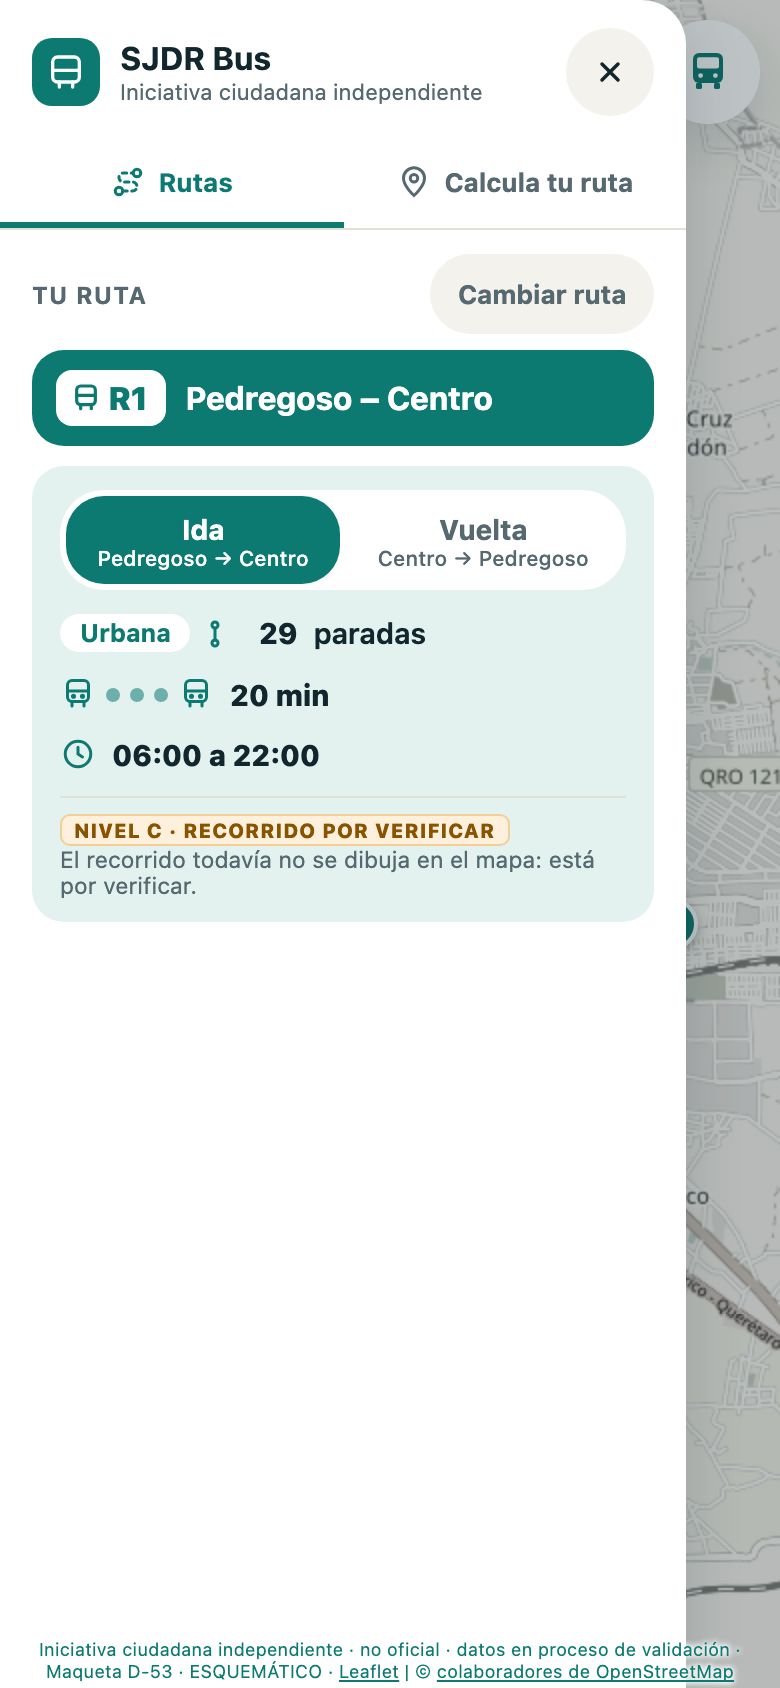 SJDR Bus
Iniciativa ciudadana independiente
Rutas
Calcula tu ruta
TU RUTA
Cambiar ruta
R1
Pedregoso – Centro
Ida
Pedregoso → Centro
Vuelta
Centro → Pedregoso
Urbana
29 paradas
20 min
06:00 a 22:00
NIVEL C · RECORRIDO POR VERIFICAR
El recorrido todavía no se dibuja en el mapa: está
por verificar.
Cruz
dón
QRO 121
co
rico - Querétaro
Iniciativa ciudadana independiente · no oficial · datos en proceso de validación ·
Maqueta D-53 · ESQUEMÁTICO · Leaflet | © colaboradores de OpenStreetMap